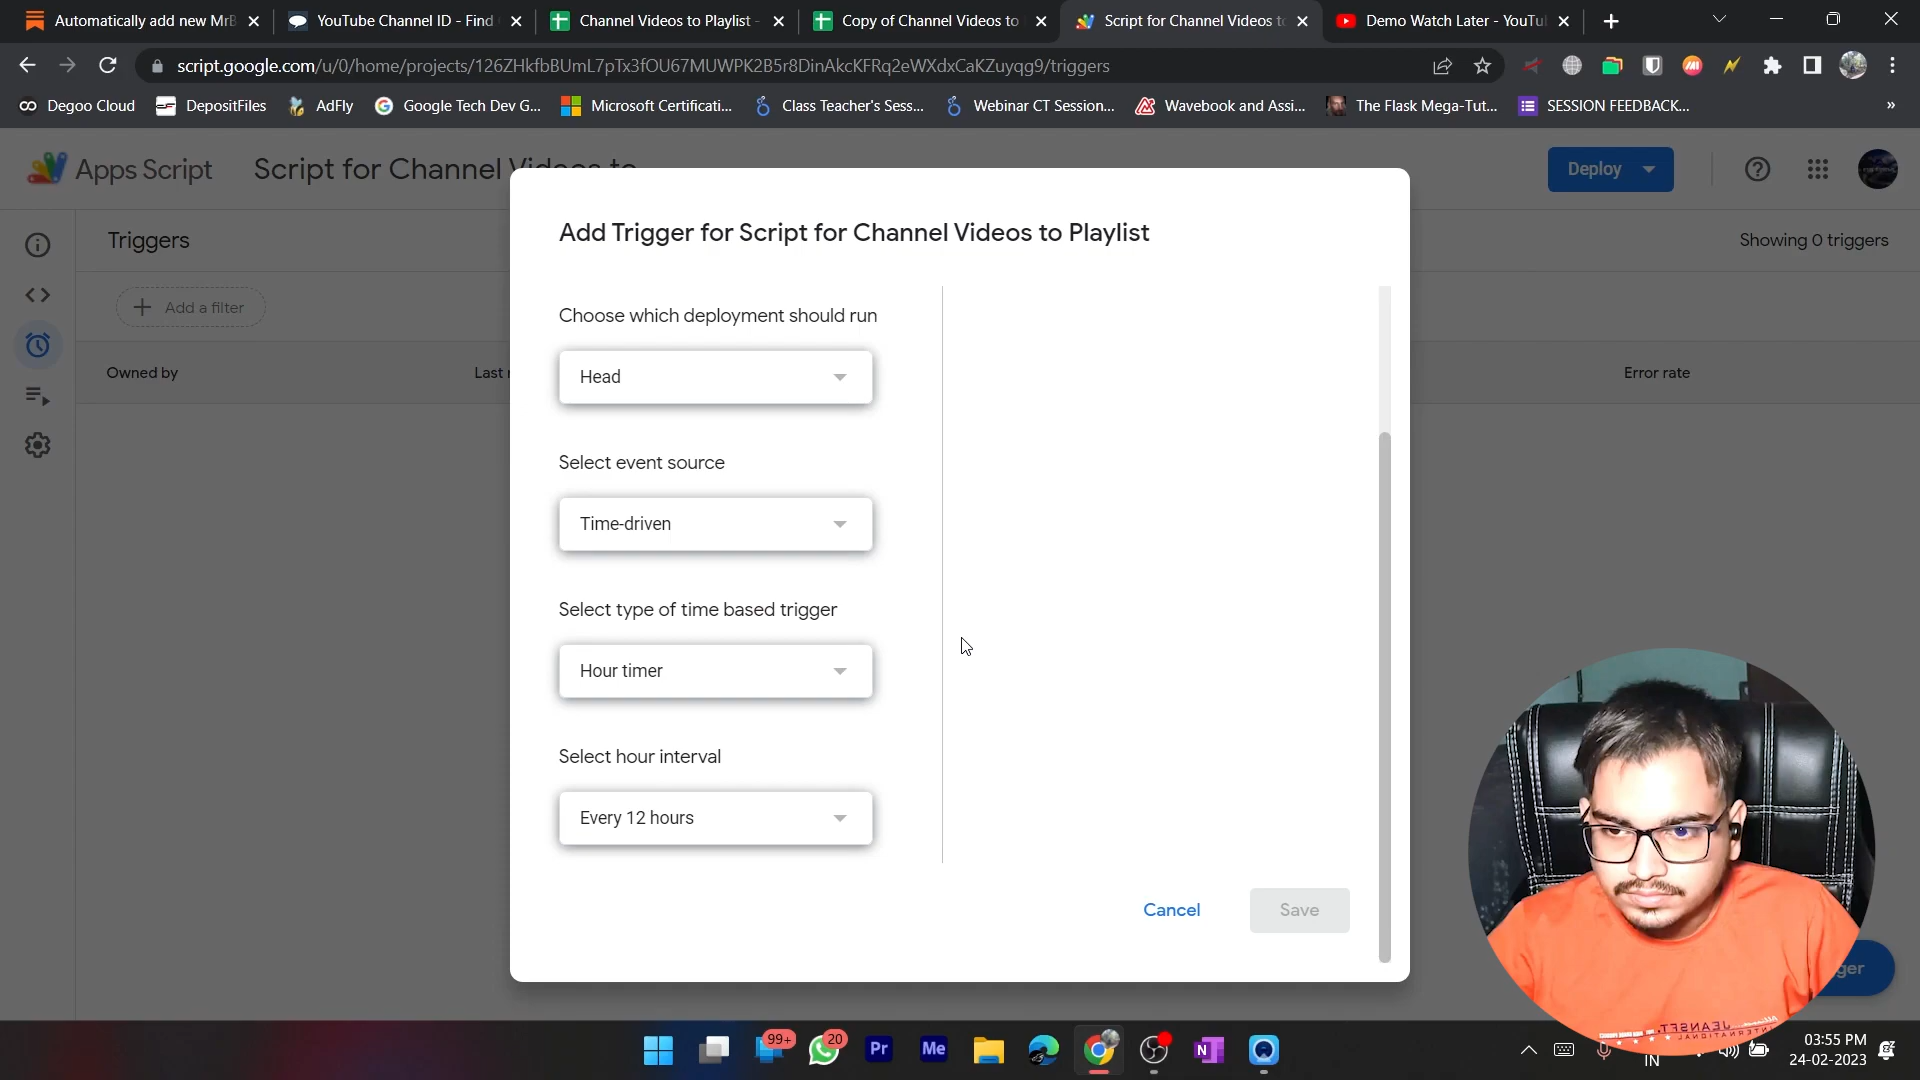 Automatically add new MrB
YouTube Channel ID - Find
Channel Videos to Playlist -
Copy of Channel Videos to
Script for Channel Videos to
Demo Watch Later - YouTu
script.google.com/u/0/home/projects/126ZHkfbBUmL7pTx3fOU67MUWPK2B5r8DinAkcKFRq2eWXdxCaKZuyqg9/triggers
Degoo Cloud
DepositFiles
AdFly
Google Tech Dev G...
Microsoft Certificati...
Class Teacher's Sess...
Webinar CT Session...
Wavebook and Assi...
The Flask Mega-Tut...
SESSION FEEDBACK...
»
Apps Script
Script for Channel Videos to
Deploy
Triggers
Showing 0 triggers
Add a filter
Owned by
Last r
Error rate
Add Trigger for Script for Channel Videos to Playlist
Choose which deployment should run
Head
Select event source
Time-driven
Select type of time based trigger
Hour timer
Select hour interval
Every 12 hours
Cancel
Save
gger
99+
20
Pr
Me
N
IN
03:55 PM
24-02-2023